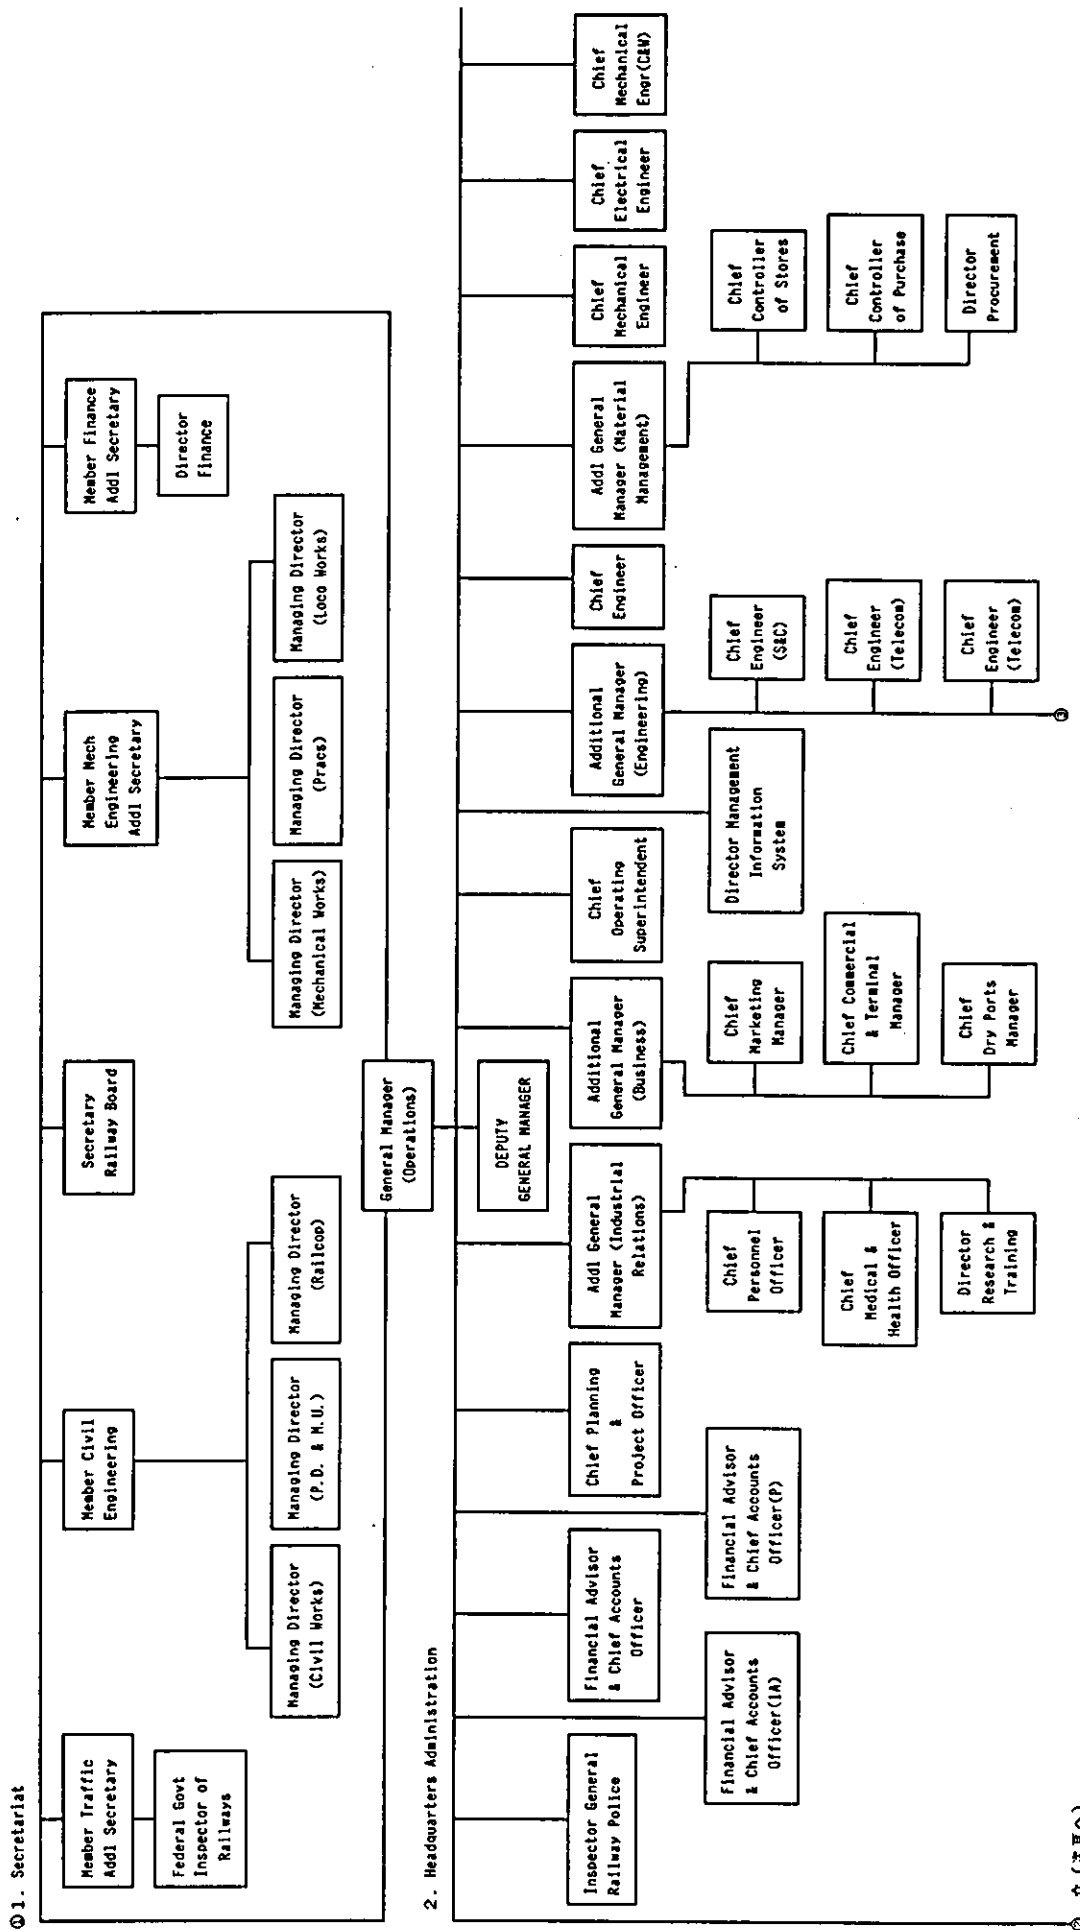 ① 1. Secretariat
Member Traffic
Addl Secretary
Federal Govt
Inspector of
Railways
Member Civil
Engineering
Managing Director
(Civil Works)
Managing Director
(P.D. & M.U.)
Managing Director
(Railcop)
Secretary
Railway Board
Member Mech
Engineering
Addl Secretary
Managing Director
(Mechanical Works)
Managing Director
(Pracs)
Managing Director
(Loco Works)
Member Finance
Addl Secretary
Director
Finance
General Manager
(Operations)
2. Headquarters Administration
DEPUTY
GENERAL MANAGER
Inspector General
Railway Police
Financial Advisor
& Chief Accounts
Officer(IA)
Financial Advisor
& Chief Accounts
Officer
Financial Advisor
& Chief Accounts
Officer(P)
Chief Planning
&
Project Officer
Addl General
Manager (Industrial
Relations)
Chief
Personnel
Officer
Chief
Medical &
Health Officer
Director
Research &
Training
Additional
General Manager
(Business)
Chief
Marketing
Manager
Chief Commercial
& Terminal
Manager
Chief
Dry Ports
Manager
Chief
Operating
Superintendent
Director Management
Information
System
Additional
General Manager
(Engineering)
Chief
Engineer
(S&C)
Chief
Engineer
(Telecom)
Chief
Engineer
(Telecom)
③
Chief
Engineer
Addl General
Manager (Material
Management)
Chief
Controller
of Stores
Chief
Controller
of Purchase
Director
Procurement
Chief
Mechanical
Engineer
Chief
Electrical
Engineer
Chief
Mechanical
Engr(C&W)